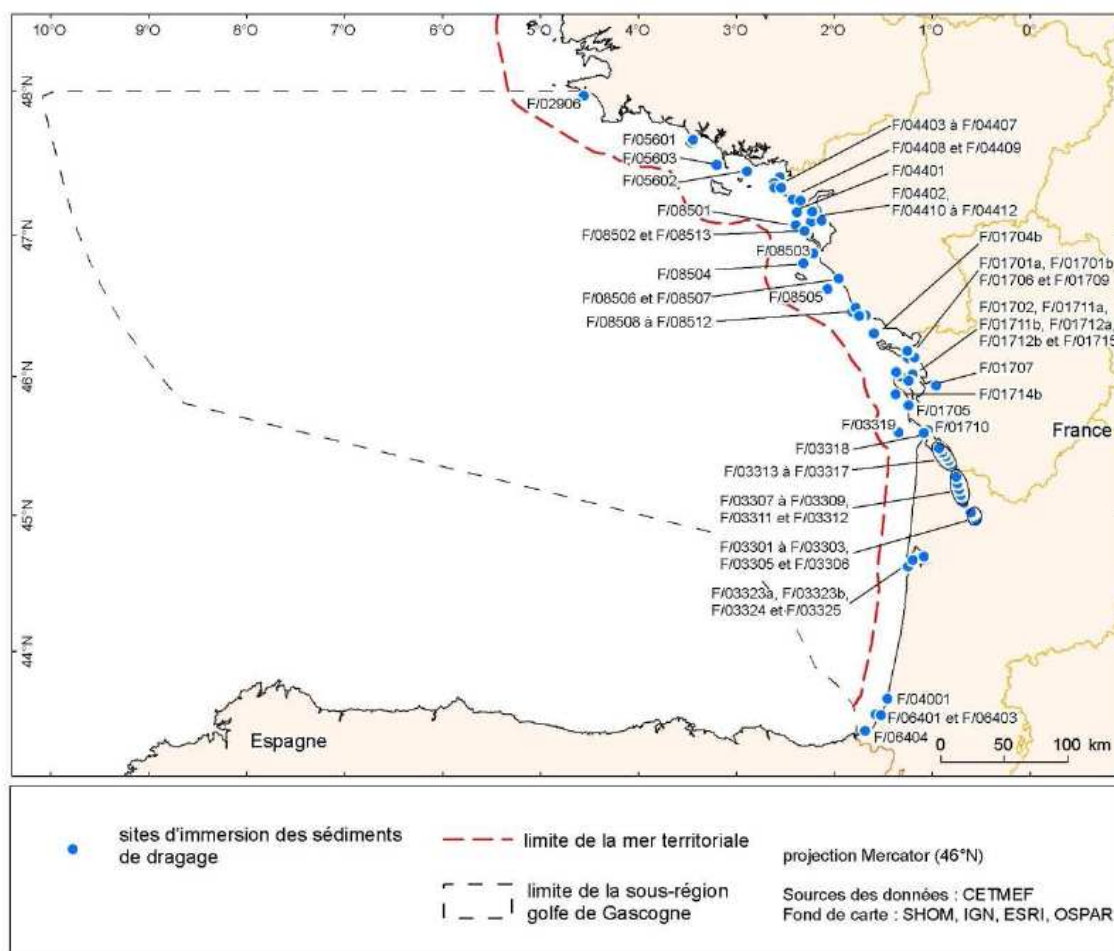 10°O 9°O 8°O 7°O 6°O 5°O 4°O 3°O 2°O 1°O 0°
48°N
47°N
46°N
45°N
44°N
F/02906
F/05601
F/05603
F/05602
F/04403 à F/04407
F/04408 et F/04409
F/04401
F/04402,
F/04410 à F/04412
F/08501
F/08502 et F/08513
F/08503
F/08504
F/08506 et F/08507
F/08505
F/08508 à F/08512
F/01704b
F/01701a, F/01701b
F/01706 et F/01709
F/01702, F/01711a,
F/01711b, F/01712a,
F/01712b et F/01715
F/01707
F/01714b
F/01705
F/03319
F/01710
France
F/03318
F/03313 à F/03317
F/03307 à F/03309,
F/03311 et F/03312
F/03301 à F/03303,
F/03305 et F/03306
F/03323a, F/03323b,
F/03324 et F/03325
F/04001
F/06401 et F/06403
F/06404
Espagne
0 50 100 km
sites d'immersion des sédiments
de dragage
limite de la mer territoriale
limite de la sous-région
golfe de Gascogne
projection Mercator (46°N)
Sources des données : CETMEF
Fond de carte : SHOM, IGN, ESRI, OSPAR